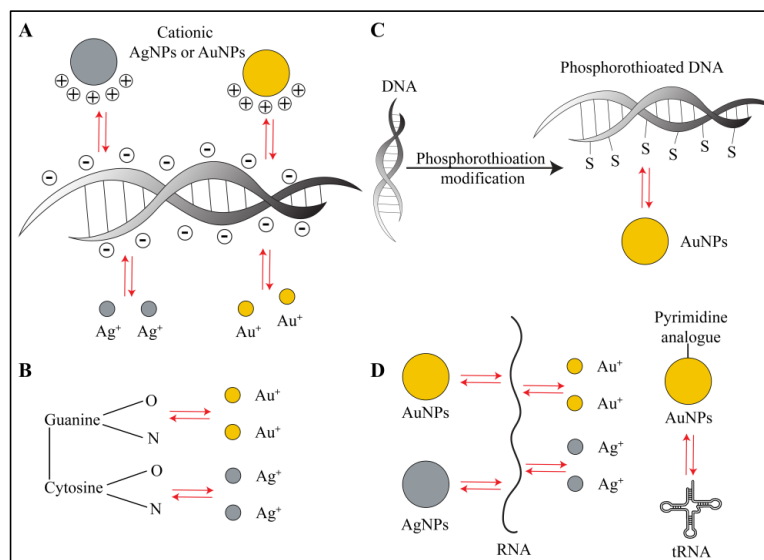 A
Cationic
AgNPs or AuNPs
+ + + + +
+ + + + +
- - - - -
- - - - -
Ag⁺ Ag⁺
Au⁺ Au⁺
B
Guanine
O
N
Au⁺
Au⁺
Cytosine
O
N
Ag⁺
Ag⁺
C
DNA
Phosphorothioation
modification
Phosphorothioated DNA
S S S S S S
AuNPs
D
AuNPs
AgNPs
RNA
Au⁺
Au⁺
Ag⁺
Ag⁺
Pyrimidine
analogue
AuNPs
tRNA